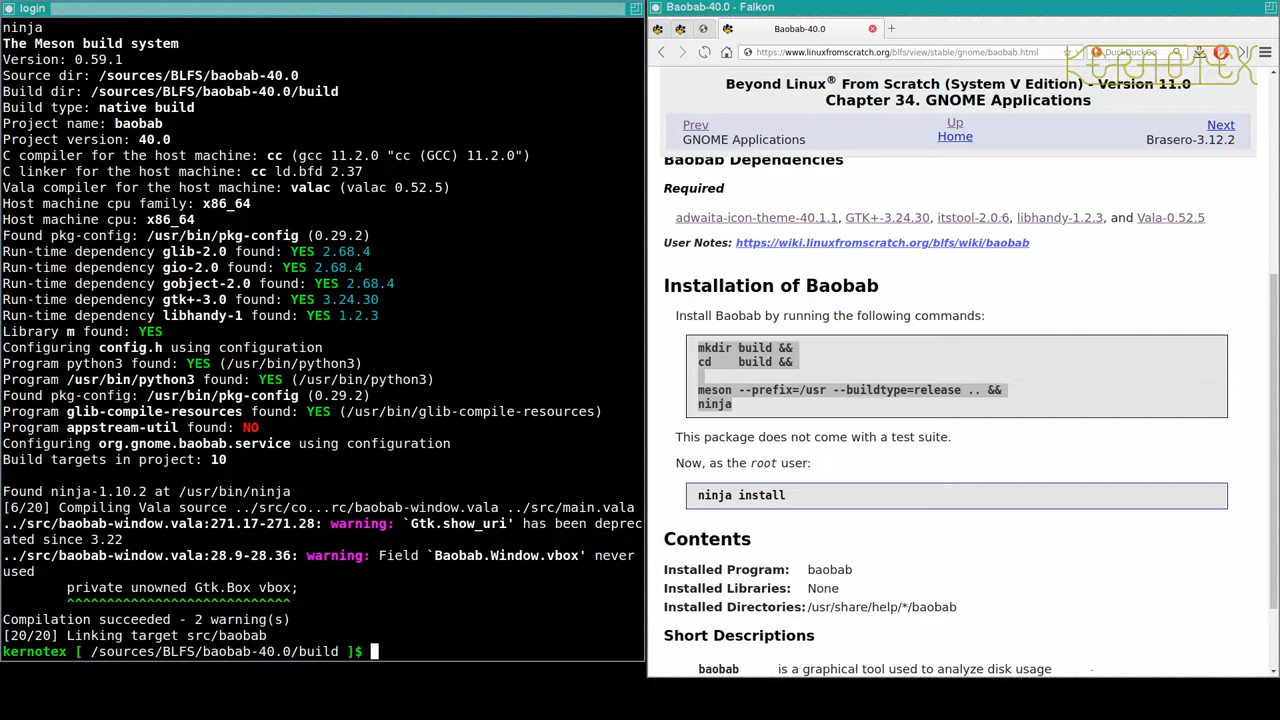 login
ninja
The Meson build system
Version: 0.59.1
Source dir: /sources/BLFS/baobab-40.0
Build dir: /sources/BLFS/baobab-40.0/build
Build type: native build
Project name: baobab
Project version: 40.0
C compiler for the host machine: cc (gcc 11.2.0 "cc (GCC) 11.2.0")
C linker for the host machine: cc ld.bfd 2.37
Vala compiler for the host machine: valac (valac 0.52.5)
Host machine cpu family: x86_64
Host machine cpu: x86_64
Found pkg-config: /usr/bin/pkg-config (0.29.2)
Run-time dependency glib-2.0 found: YES 2.68.4
Run-time dependency gio-2.0 found: YES 2.68.4
Run-time dependency gobject-2.0 found: YES 2.68.4
Run-time dependency gtk+-3.0 found: YES 3.24.30
Run-time dependency libhandy-1 found: YES 1.2.3
Library m found: YES
Configuring config.h using configuration
Program python3 found: YES (/usr/bin/python3)
Program /usr/bin/python3 found: YES (/usr/bin/python3)
Found pkg-config: /usr/bin/pkg-config (0.29.2)
Program glib-compile-resources found: YES (/usr/bin/glib-compile-resources)
Program appstream-util found: NO
Configuring org.gnome.baobab.service using configuration
Build targets in project: 10
Found ninja-1.10.2 at /usr/bin/ninja
[6/20] Compiling Vala source ../src/co...rc/baobab-window.vala ../src/main.vala
../src/baobab-window.vala:271.17-271.28: warning: `Gtk.show_uri' has been deprec
ated since 3.22
../src/baobab-window.vala:28.9-28.36: warning: Field `Baobab.Window.vbox' never
used
private unowned Gtk.Box vbox;
^^^^^^^^^^^^^^^^^^^^^^^^^^^^
Compilation succeeded - 2 warning(s)
[20/20] Linking target src/baobab
kernotex [ /sources/BLFS/baobab-40.0/build ]$
Baobab-40.0 - Falkon
Baobab-40.0
https://www.linuxfromscratch.org/blfs/view/stable/gnome/baobab.html
DuckDuckGo
KERNOTEX
Beyond Linux® From Scratch (System V Edition) - Version 11.0
Chapter 34. GNOME Applications
Prev Up Next
GNOME Applications Home Brasero-3.12.2
Baobab Dependencies
Required
adwaita-icon-theme-40.1.1, GTK+-3.24.30, itstool-2.0.6, libhandy-1.2.3, and Vala-0.52.5
User Notes: https://wiki.linuxfromscratch.org/blfs/wiki/baobab
Installation of Baobab
Install Baobab by running the following commands:
mkdir build &&
cd    build &&
meson --prefix=/usr --buildtype=release .. &&
ninja
This package does not come with a test suite.
Now, as the root user:
ninja install
Contents
Installed Program: baobab
Installed Libraries: None
Installed Directories: /usr/share/help/*/baobab
Short Descriptions
baobab is a graphical tool used to analyze disk usage